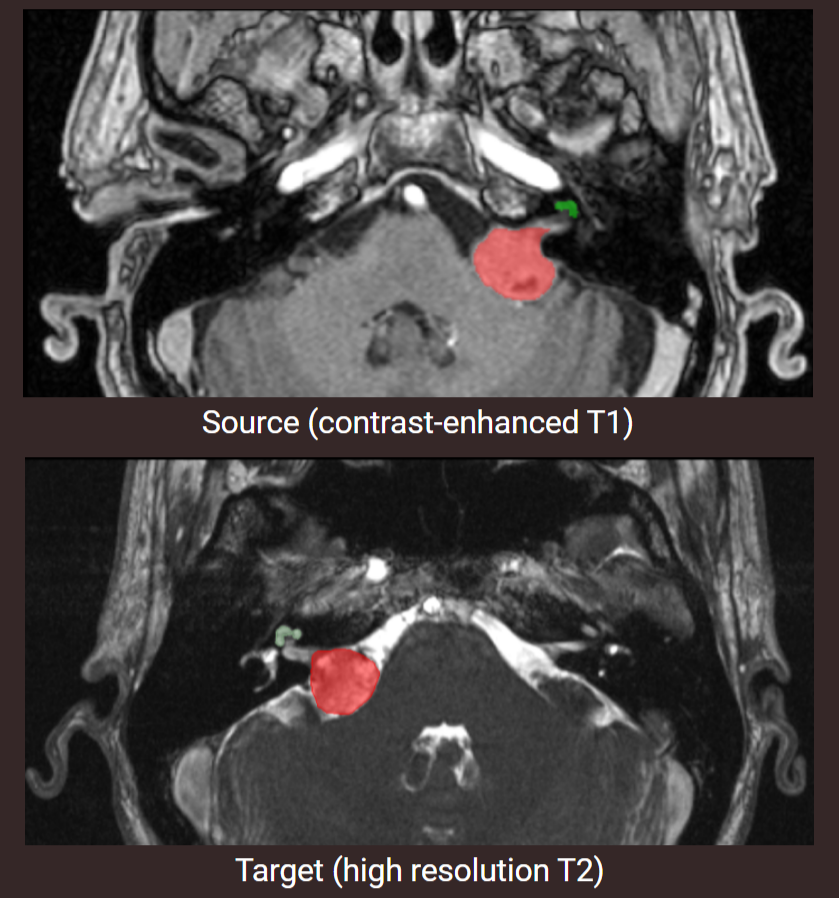 Source (contrast-enhanced T1)
Target (high resolution T2)